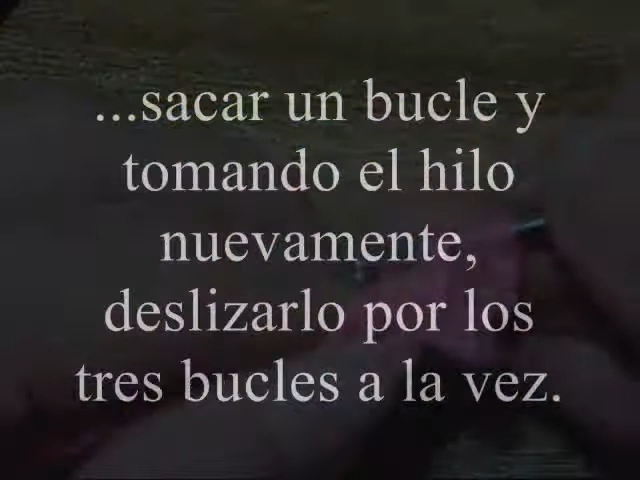 ...sacar un bucle y
tomando el hilo
nuevamente,
deslizarlo por los
tres bucles a la vez.